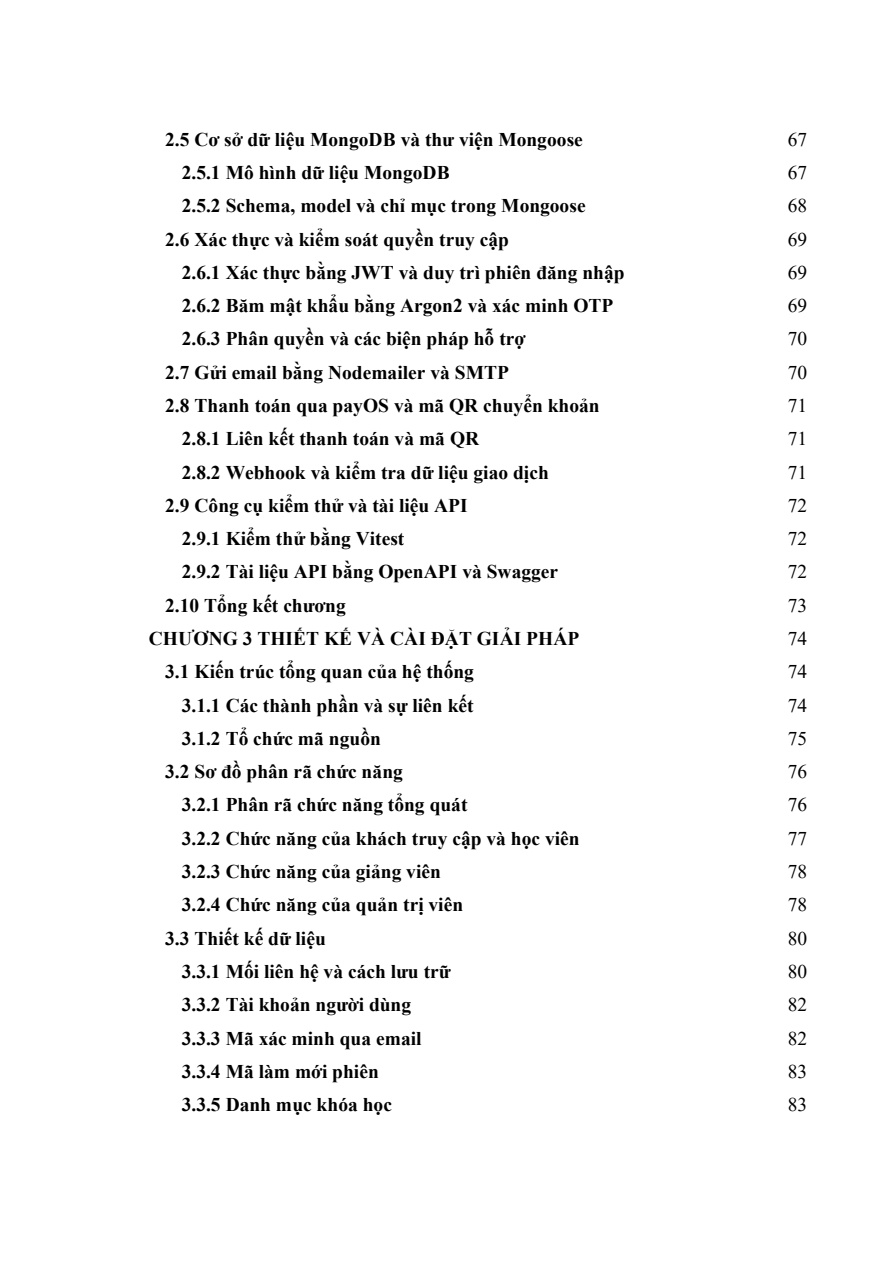 2.5 Cơ sở dữ liệu MongoDB và thư viện Mongoose 67
2.5.1 Mô hình dữ liệu MongoDB 67
2.5.2 Schema, model và chỉ mục trong Mongoose 68
2.6 Xác thực và kiểm soát quyền truy cập 69
2.6.1 Xác thực bằng JWT và duy trì phiên đăng nhập 69
2.6.2 Băm mật khẩu bằng Argon2 và xác minh OTP 69
2.6.3 Phân quyền và các biện pháp hỗ trợ 70
2.7 Gửi email bằng Nodemailer và SMTP 70
2.8 Thanh toán qua payOS và mã QR chuyển khoản 71
2.8.1 Liên kết thanh toán và mã QR 71
2.8.2 Webhook và kiểm tra dữ liệu giao dịch 71
2.9 Công cụ kiểm thử và tài liệu API 72
2.9.1 Kiểm thử bằng Vitest 72
2.9.2 Tài liệu API bằng OpenAPI và Swagger 72
2.10 Tổng kết chương 73
CHƯƠNG 3 THIẾT KẾ VÀ CÀI ĐẶT GIẢI PHÁP 74
3.1 Kiến trúc tổng quan của hệ thống 74
3.1.1 Các thành phần và sự liên kết 74
3.1.2 Tổ chức mã nguồn 75
3.2 Sơ đồ phân rã chức năng 76
3.2.1 Phân rã chức năng tổng quát 76
3.2.2 Chức năng của khách truy cập và học viên 77
3.2.3 Chức năng của giảng viên 78
3.2.4 Chức năng của quản trị viên 78
3.3 Thiết kế dữ liệu 80
3.3.1 Mối liên hệ và cách lưu trữ 80
3.3.2 Tài khoản người dùng 82
3.3.3 Mã xác minh qua email 82
3.3.4 Mã làm mới phiên 83
3.3.5 Danh mục khóa học 83